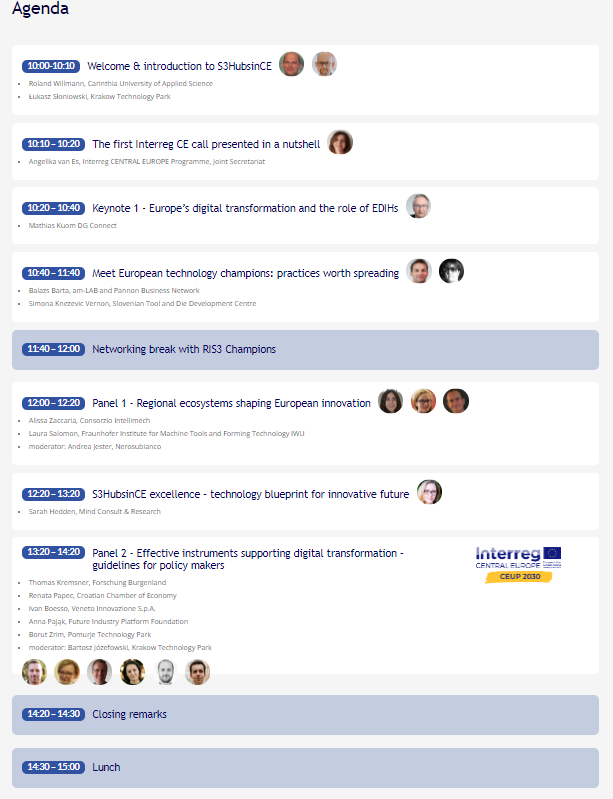 Agenda
10:00-10:10 Welcome & introduction to S3HubsinCE
Roland Willmann, Carinthia University of Applied Science
Łukasz Słoniowski, Krakow Technology Park
10:10 – 10:20 The first Interreg CE call presented in a nutshell
Angelika van Es, Interreg CENTRAL EUROPE Programme, Joint Secretariat
10:20 – 10:40 Keynote 1 - Europe's digital transformation and the role of EDIHs
Mathias Kuom DG Connect
10:40 – 11:40 Meet European technology champions: practices worth spreading
Balazs Barta, am-LAB and Pannon Business Network
Simona Knezevic Vernon, Slovenian Tool and Die Development Centre
11:40 – 12:00 Networking break with RIS3 Champions
12:00 – 12:20 Panel 1 - Regional ecosystems shaping European innovation
Alissa Zaccaria, Consorzio Intellimech
Laura Salomon, Fraunhofer Institute for Machine Tools and Forming Technology IWU
moderator: Andrea Jester, Nerosubianco
12:20 – 13:20 S3HubsinCE excellence – technology blueprint for innovative future
Sarah Hedden, Mind Consult & Research
13:20 – 14:20 Panel 2 - Effective instruments supporting digital transformation –
guidelines for policy makers
Interreg
CENTRAL EUROPE
CEUP 2030
Thomas Kremsner, Forschung Burgenland
Renata Papec, Croatian Chamber of Economy
Ivan Boesso, Veneto Innovazione S.p.A.
Anna Pająk, Future Industry Platform Foundation
Borut Zrim, Pomurje Technology Park
moderator: Bartosz Józefowski, Krakow Technology Park
14:20 – 14:30 Closing remarks
14:30 – 15:00 Lunch